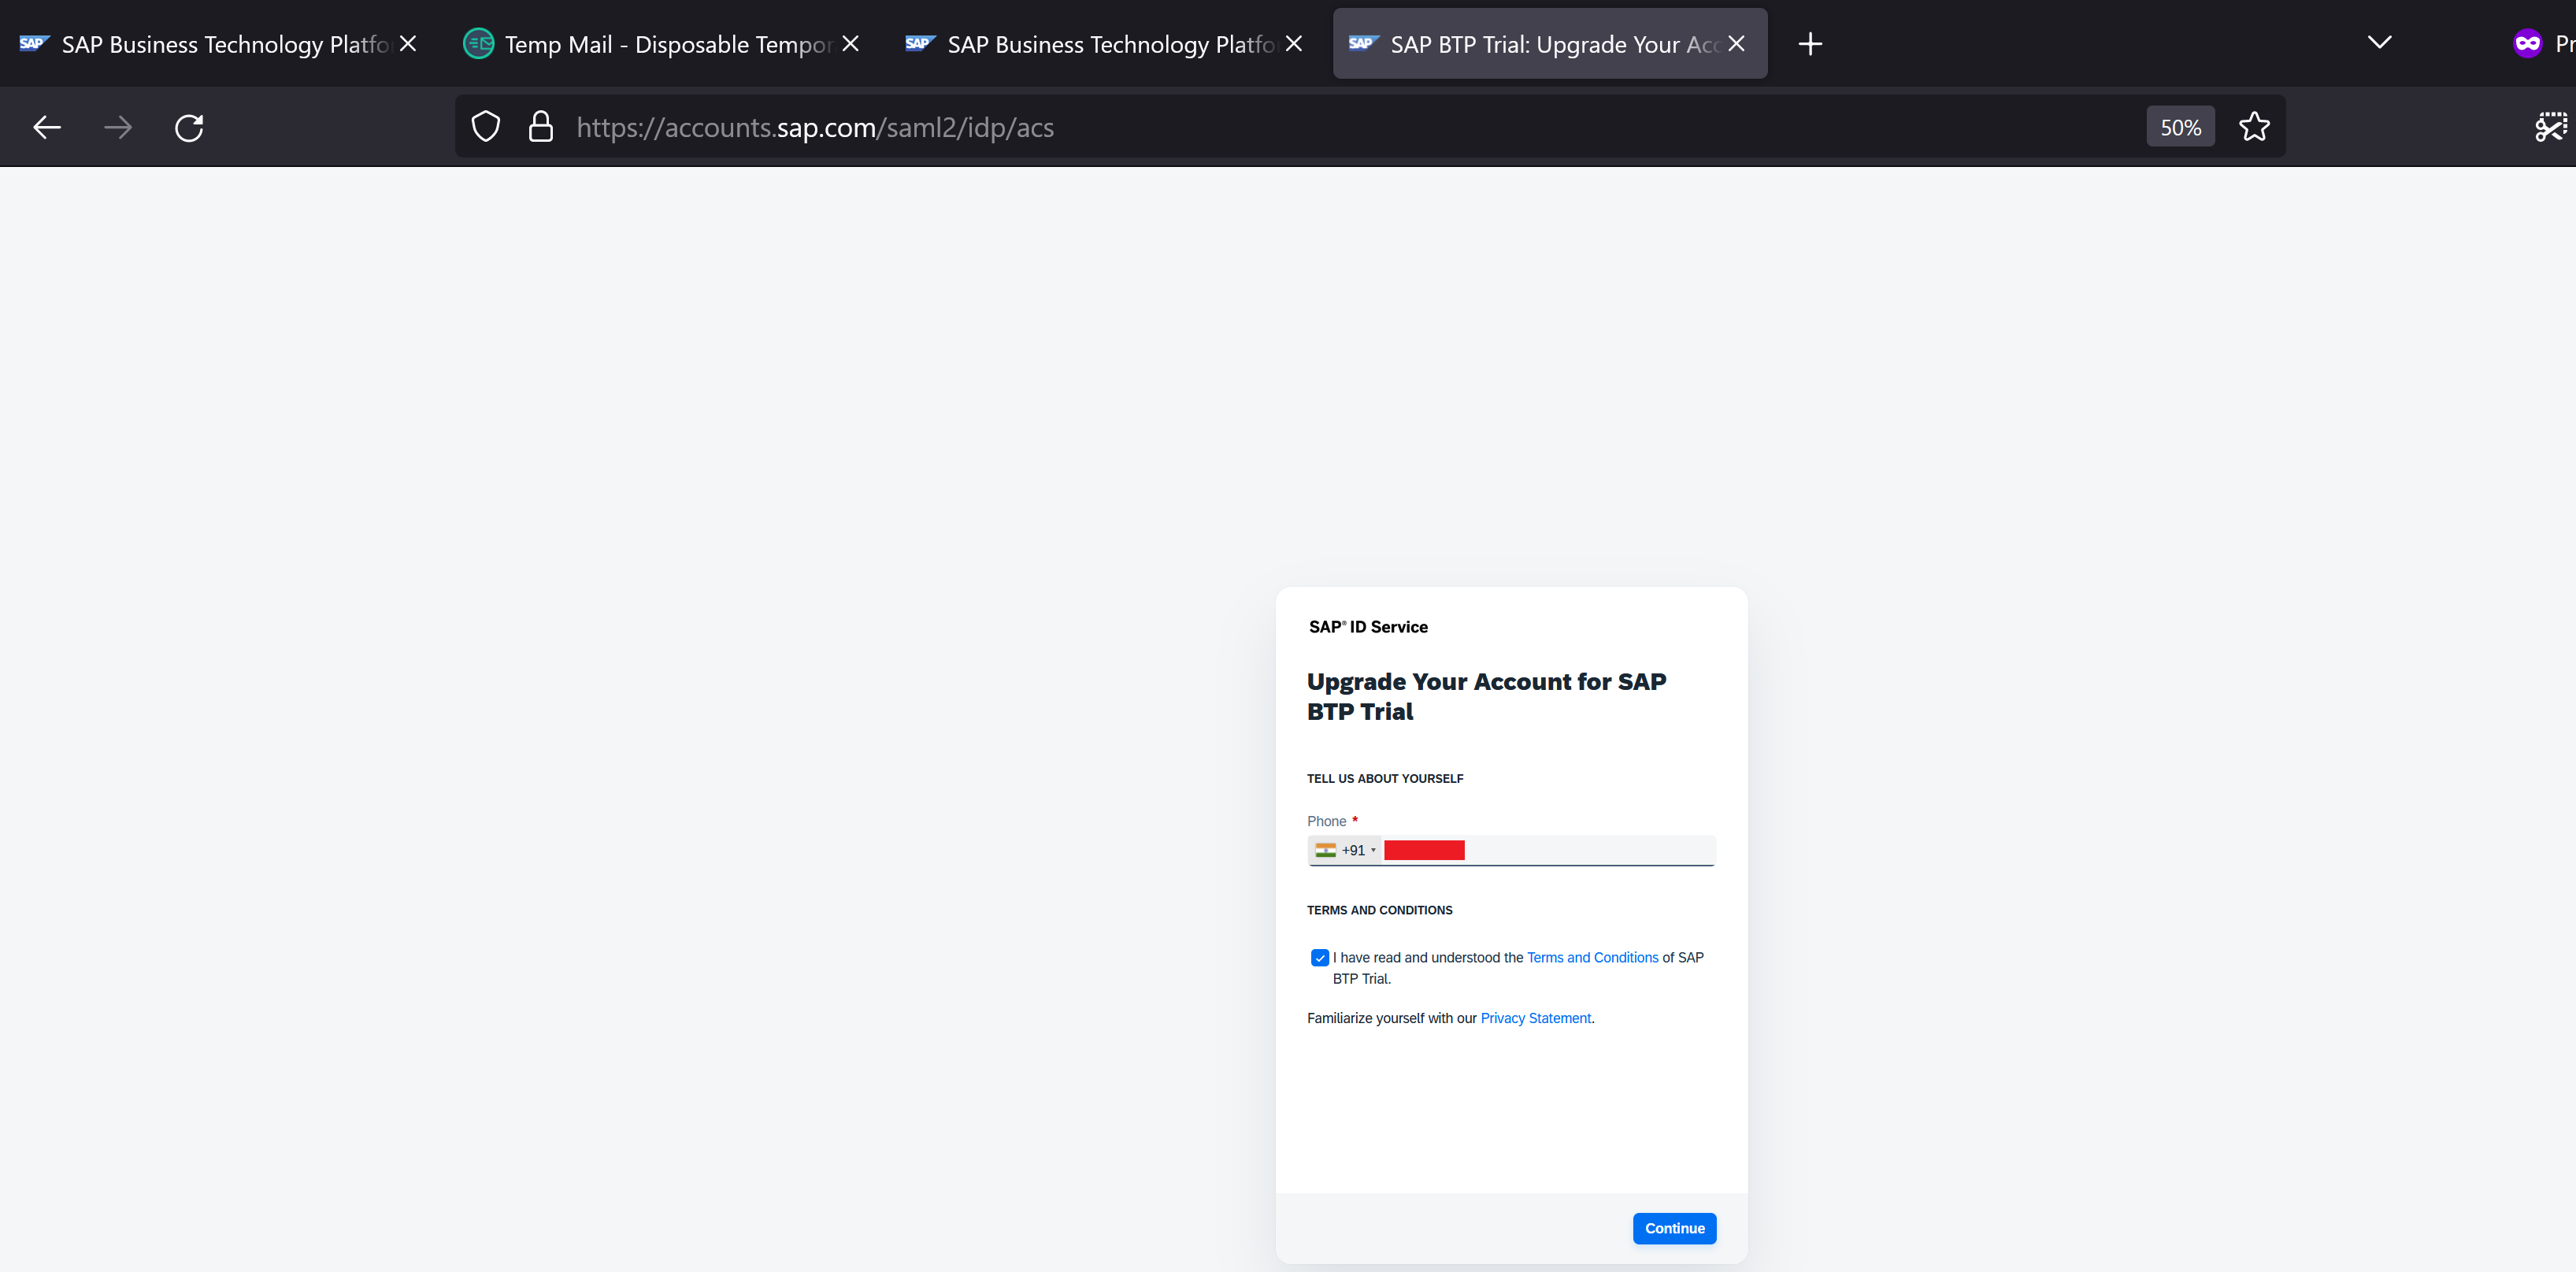 SAP SAP Business Technology Platfo
Temp Mail - Disposable Tempor
SAP SAP Business Technology Platfo
SAP SAP BTP Trial: Upgrade Your Acc
Pr
https://accounts.sap.com/saml2/idp/acs
50%
SAP® ID Service
Upgrade Your Account for SAP
BTP Trial
TELL US ABOUT YOURSELF
Phone *
+91
TERMS AND CONDITIONS
I have read and understood the Terms and Conditions of SAP
BTP Trial.
Familiarize yourself with our Privacy Statement.
Continue